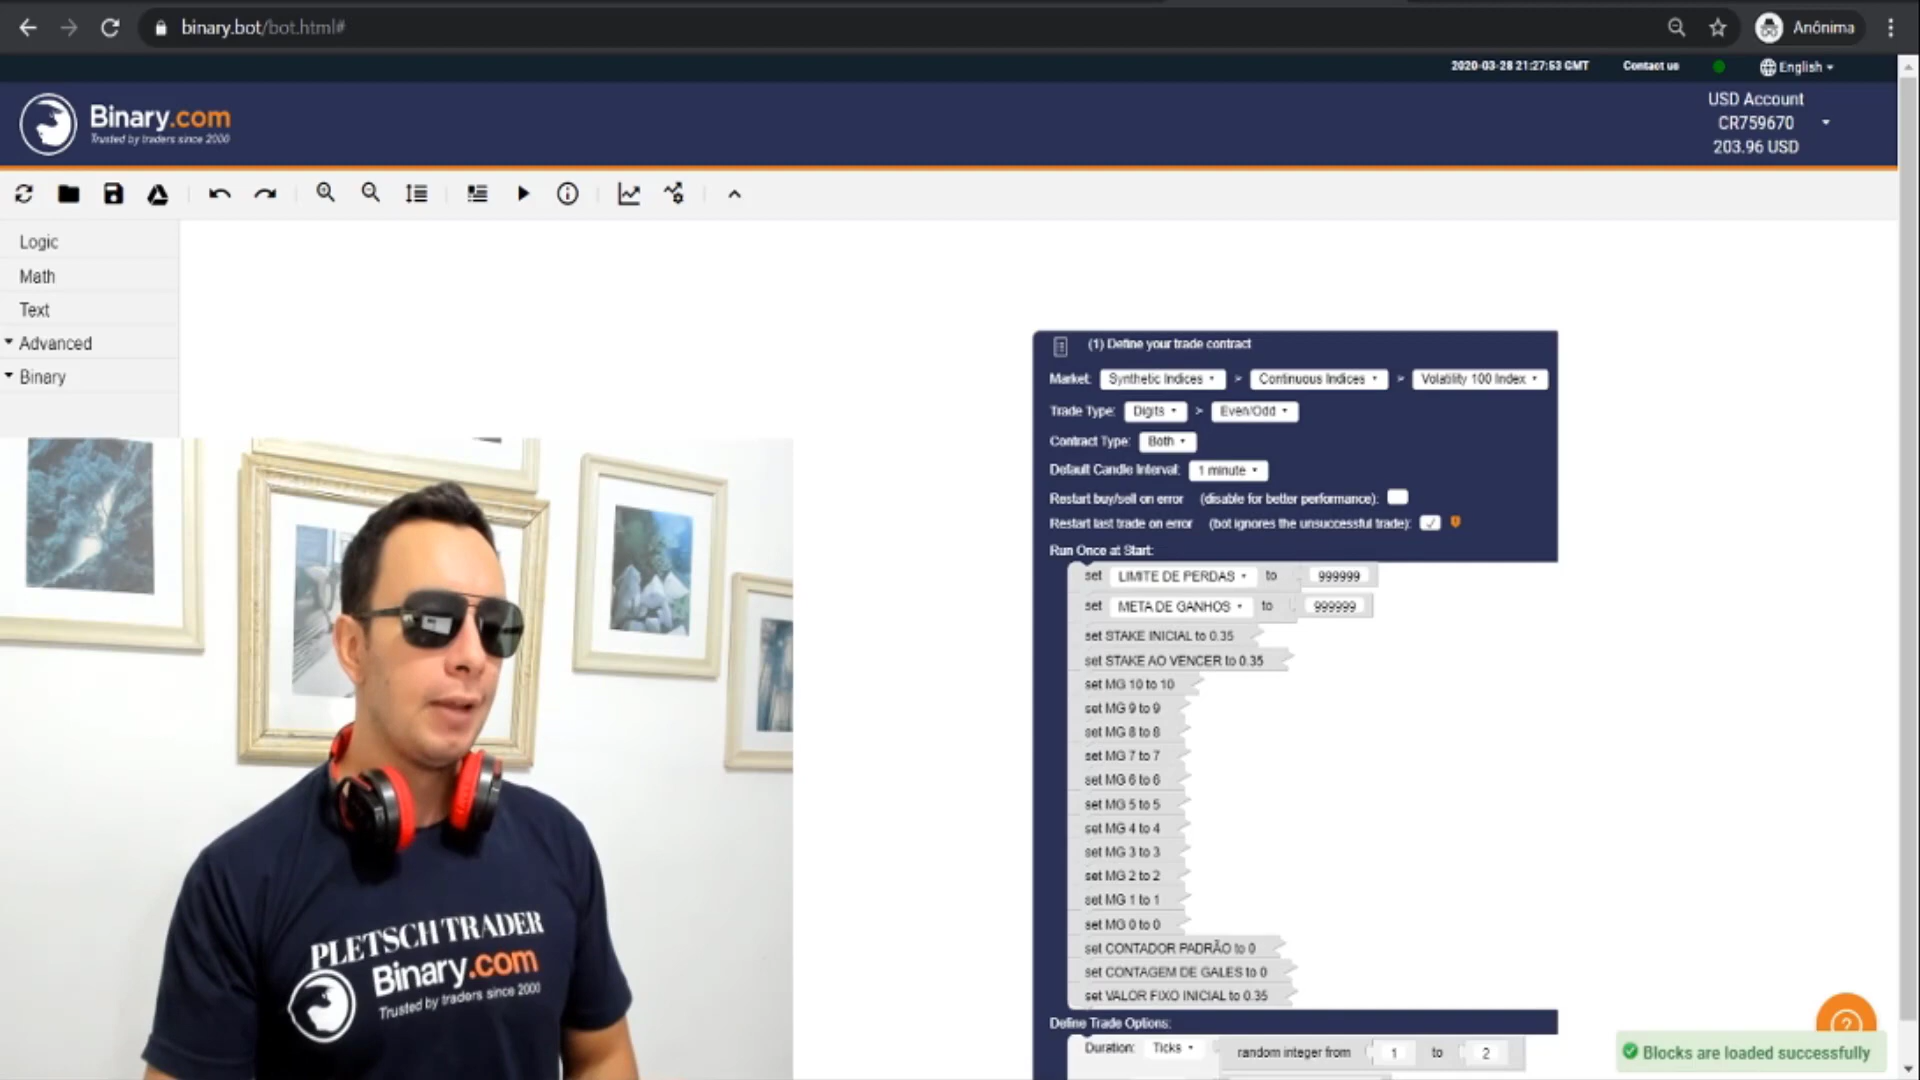 binary.bot/bot.html#
Anônima
2020-03-28 21:27:53 GMT
Contact us
English
Binary.com
Trusted by traders since 2000
USD Account
CR759670
203.96 USD
Logic
Math
Text
Advanced
Binary
(1) Define your trade contract
Market: Synthetic Indices > Continuous Indices > Volatility 100 Index
Trade Type: Digits > Even/Odd
Contract Type: Both
Default Candle Interval: 1 minute
Restart buy/sell on error (disable for better performance):
Restart last trade on error (bot ignores the unsuccessful trade):
Run Once at Start:
set LIMITE DE PERDAS to 999999
set META DE GANHOS to 999999
set STAKE INICIAL to 0.35
set STAKE AO VENCER to 0.35
set MG 10 to 10
set MG 9 to 9
set MG 8 to 8
set MG 7 to 7
set MG 6 to 6
set MG 5 to 5
set MG 4 to 4
set MG 3 to 3
set MG 2 to 2
set MG 1 to 1
set MG 0 to 0
set CONTADOR PADRÃO to 0
set CONTAGEM DE GALES to 0
set VALOR FIXO INICIAL to 0.35
Define Trade Options:
Duration: Ticks random integer from 1 to 2
Blocks are loaded successfully
PLETSCH TRADER
Binary.com
Trusted by traders since 2000